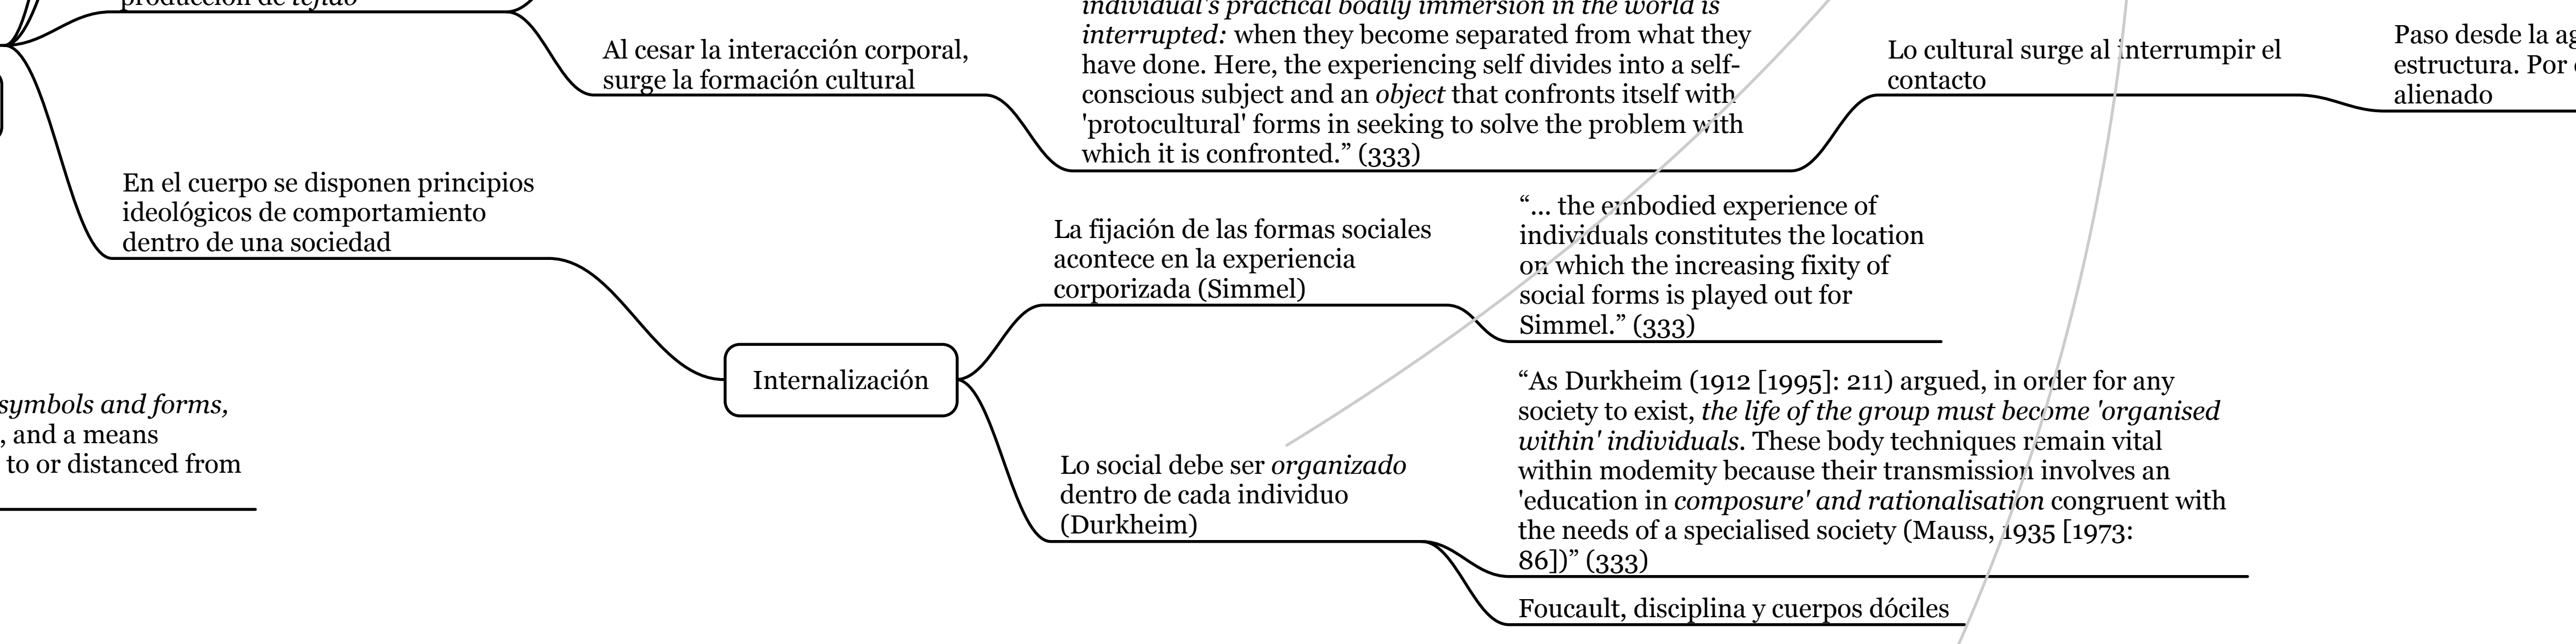 producción de tejido
Al cesar la interacción corporal,
surge la formación cultural
individual's practical bodily immersion in the world is
interrupted: when they become separated from what they
have done. Here, the experiencing self divides into a self-
conscious subject and an object that confronts itself with
'protocultural' forms in seeking to solve the problem with
which it is confronted.” (333)
Lo cultural surge al interrumpir el
contacto
Paso desde la
estructura. Por
alienado
En el cuerpo se disponen principios
ideológicos de comportamiento
dentro de una sociedad
Internalización
La fijación de las formas sociales
acontece en la experiencia
corporizada (Simmel)
“... the embodied experience of
individuals constitutes the location
on which the increasing fixity of
social forms is played out for
Simmel.” (333)
Lo social debe ser organizado
dentro de cada individuo
(Durkheim)
“As Durkheim (1912 [1995]: 211) argued, in order for any
society to exist, the life of the group must become 'organised
within' individuals. These body techniques remain vital
within modemity because their transmission involves an
'education in composure' and rationalisation congruent with
the needs of a specialised society (Mauss, 1935 [1973:
86])” (333)
Foucault, disciplina y cuerpos dóciles
symbols and forms,
, and a means
to or distanced from